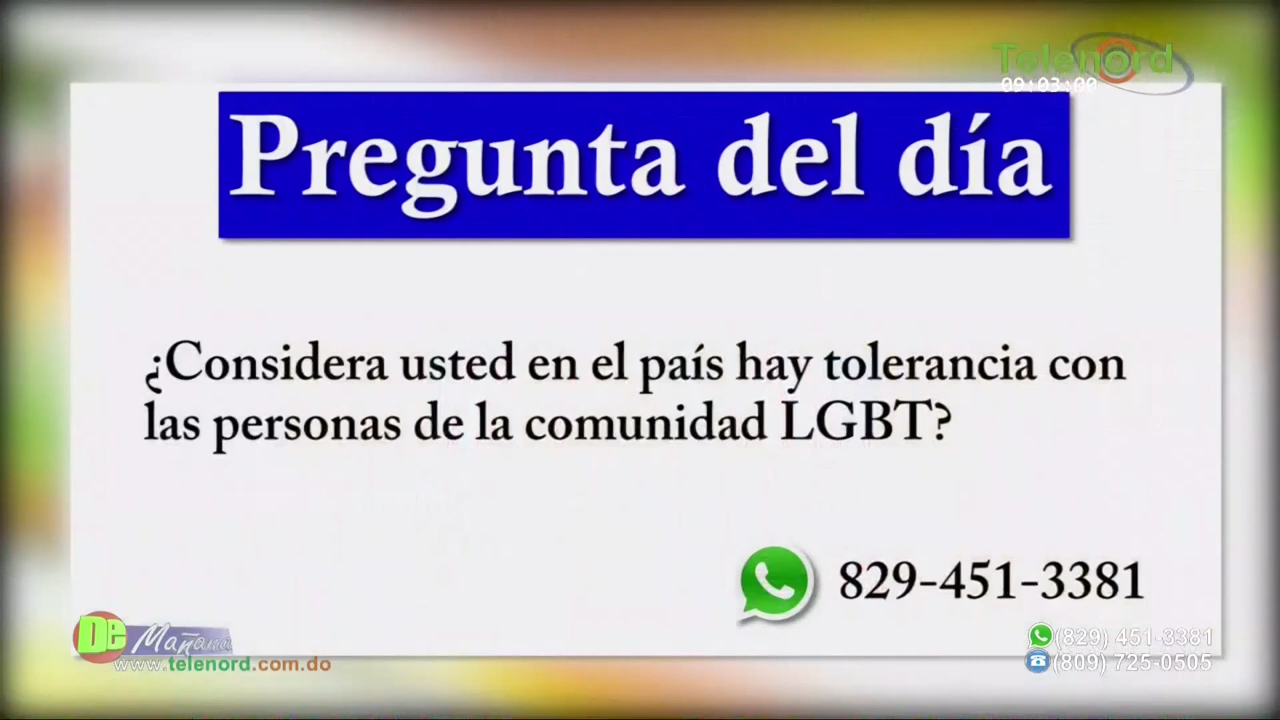 Telenord
09:03:00
Pregunta del día
¿Considera usted en el país hay tolerancia con
las personas de la comunidad LGBT?
829-451-3381
De Mañana
www.telenord.com.do
(829) 451-3381
(809) 725-0505